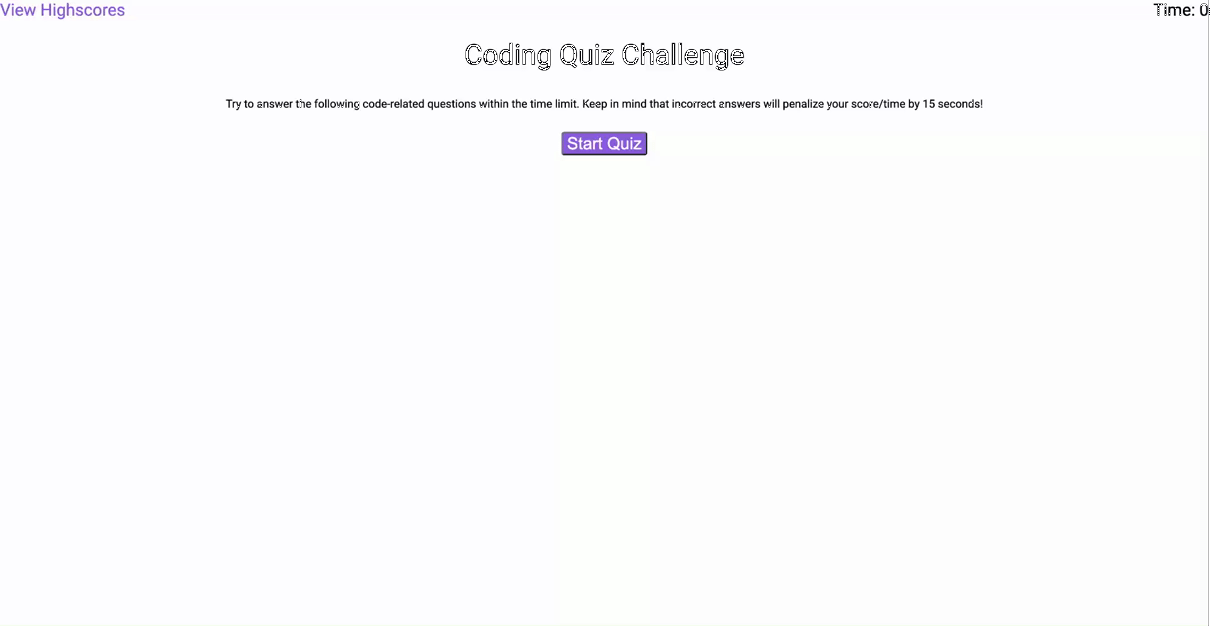 View Highscores
Time: 0
Coding Quiz Challenge
Try to answer the following code-related questions within the time limit. Keep in mind that incorrect answers will penalize your score/time by 15 seconds!
Start Quiz